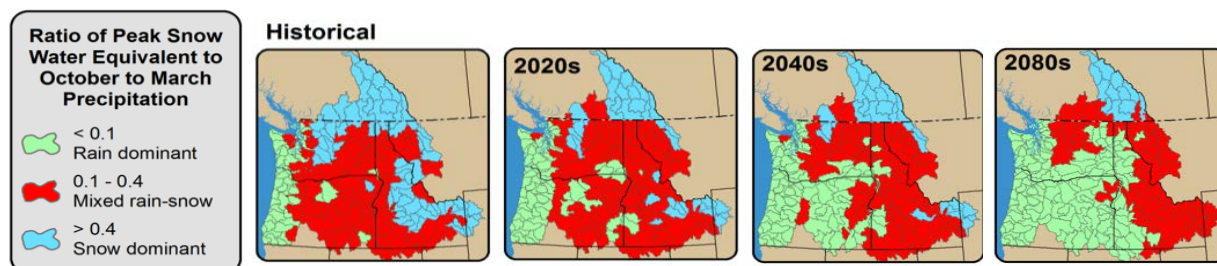 Ratio of Peak Snow
Water Equivalent to
October to March
Precipitation
< 0.1
Rain dominant
0.1 - 0.4
Mixed rain-snow
> 0.4
Snow dominant
Historical
2020s
2040s
2080s